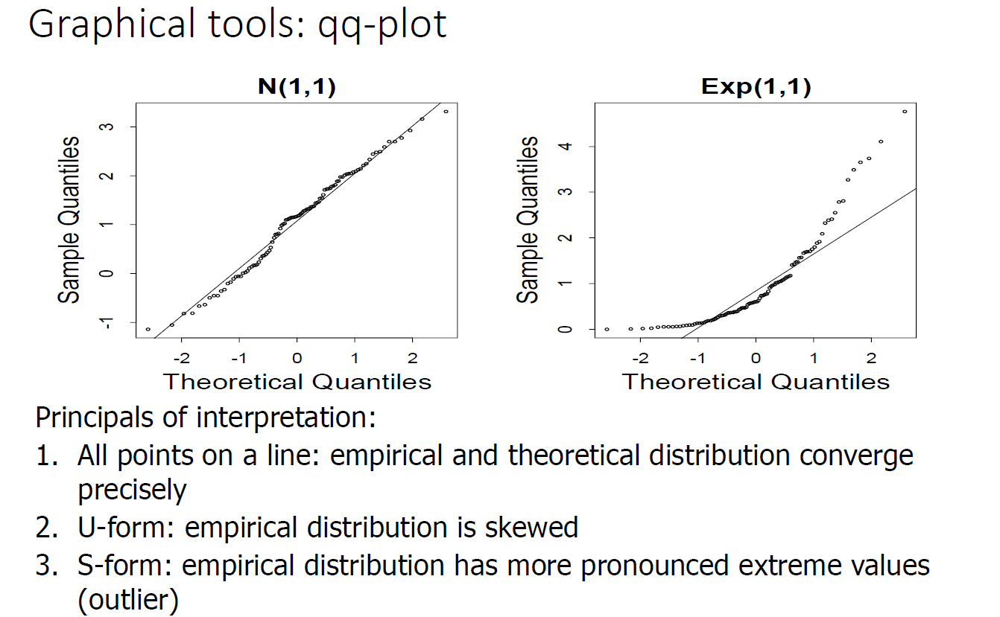 Graphical tools: qq-plot
N(1,1)
Sample Quantiles
3
2
1
0
-1
-2
-1
0
1
2
Theoretical Quantiles
Exp(1,1)
Sample Quantiles
4
3
2
1
0
-2
-1
0
1
2
Theoretical Quantiles
Principals of interpretation:
1. All points on a line: empirical and theoretical distribution converge
precisely
2. U-form: empirical distribution is skewed
3. S-form: empirical distribution has more pronounced extreme values
(outlier)